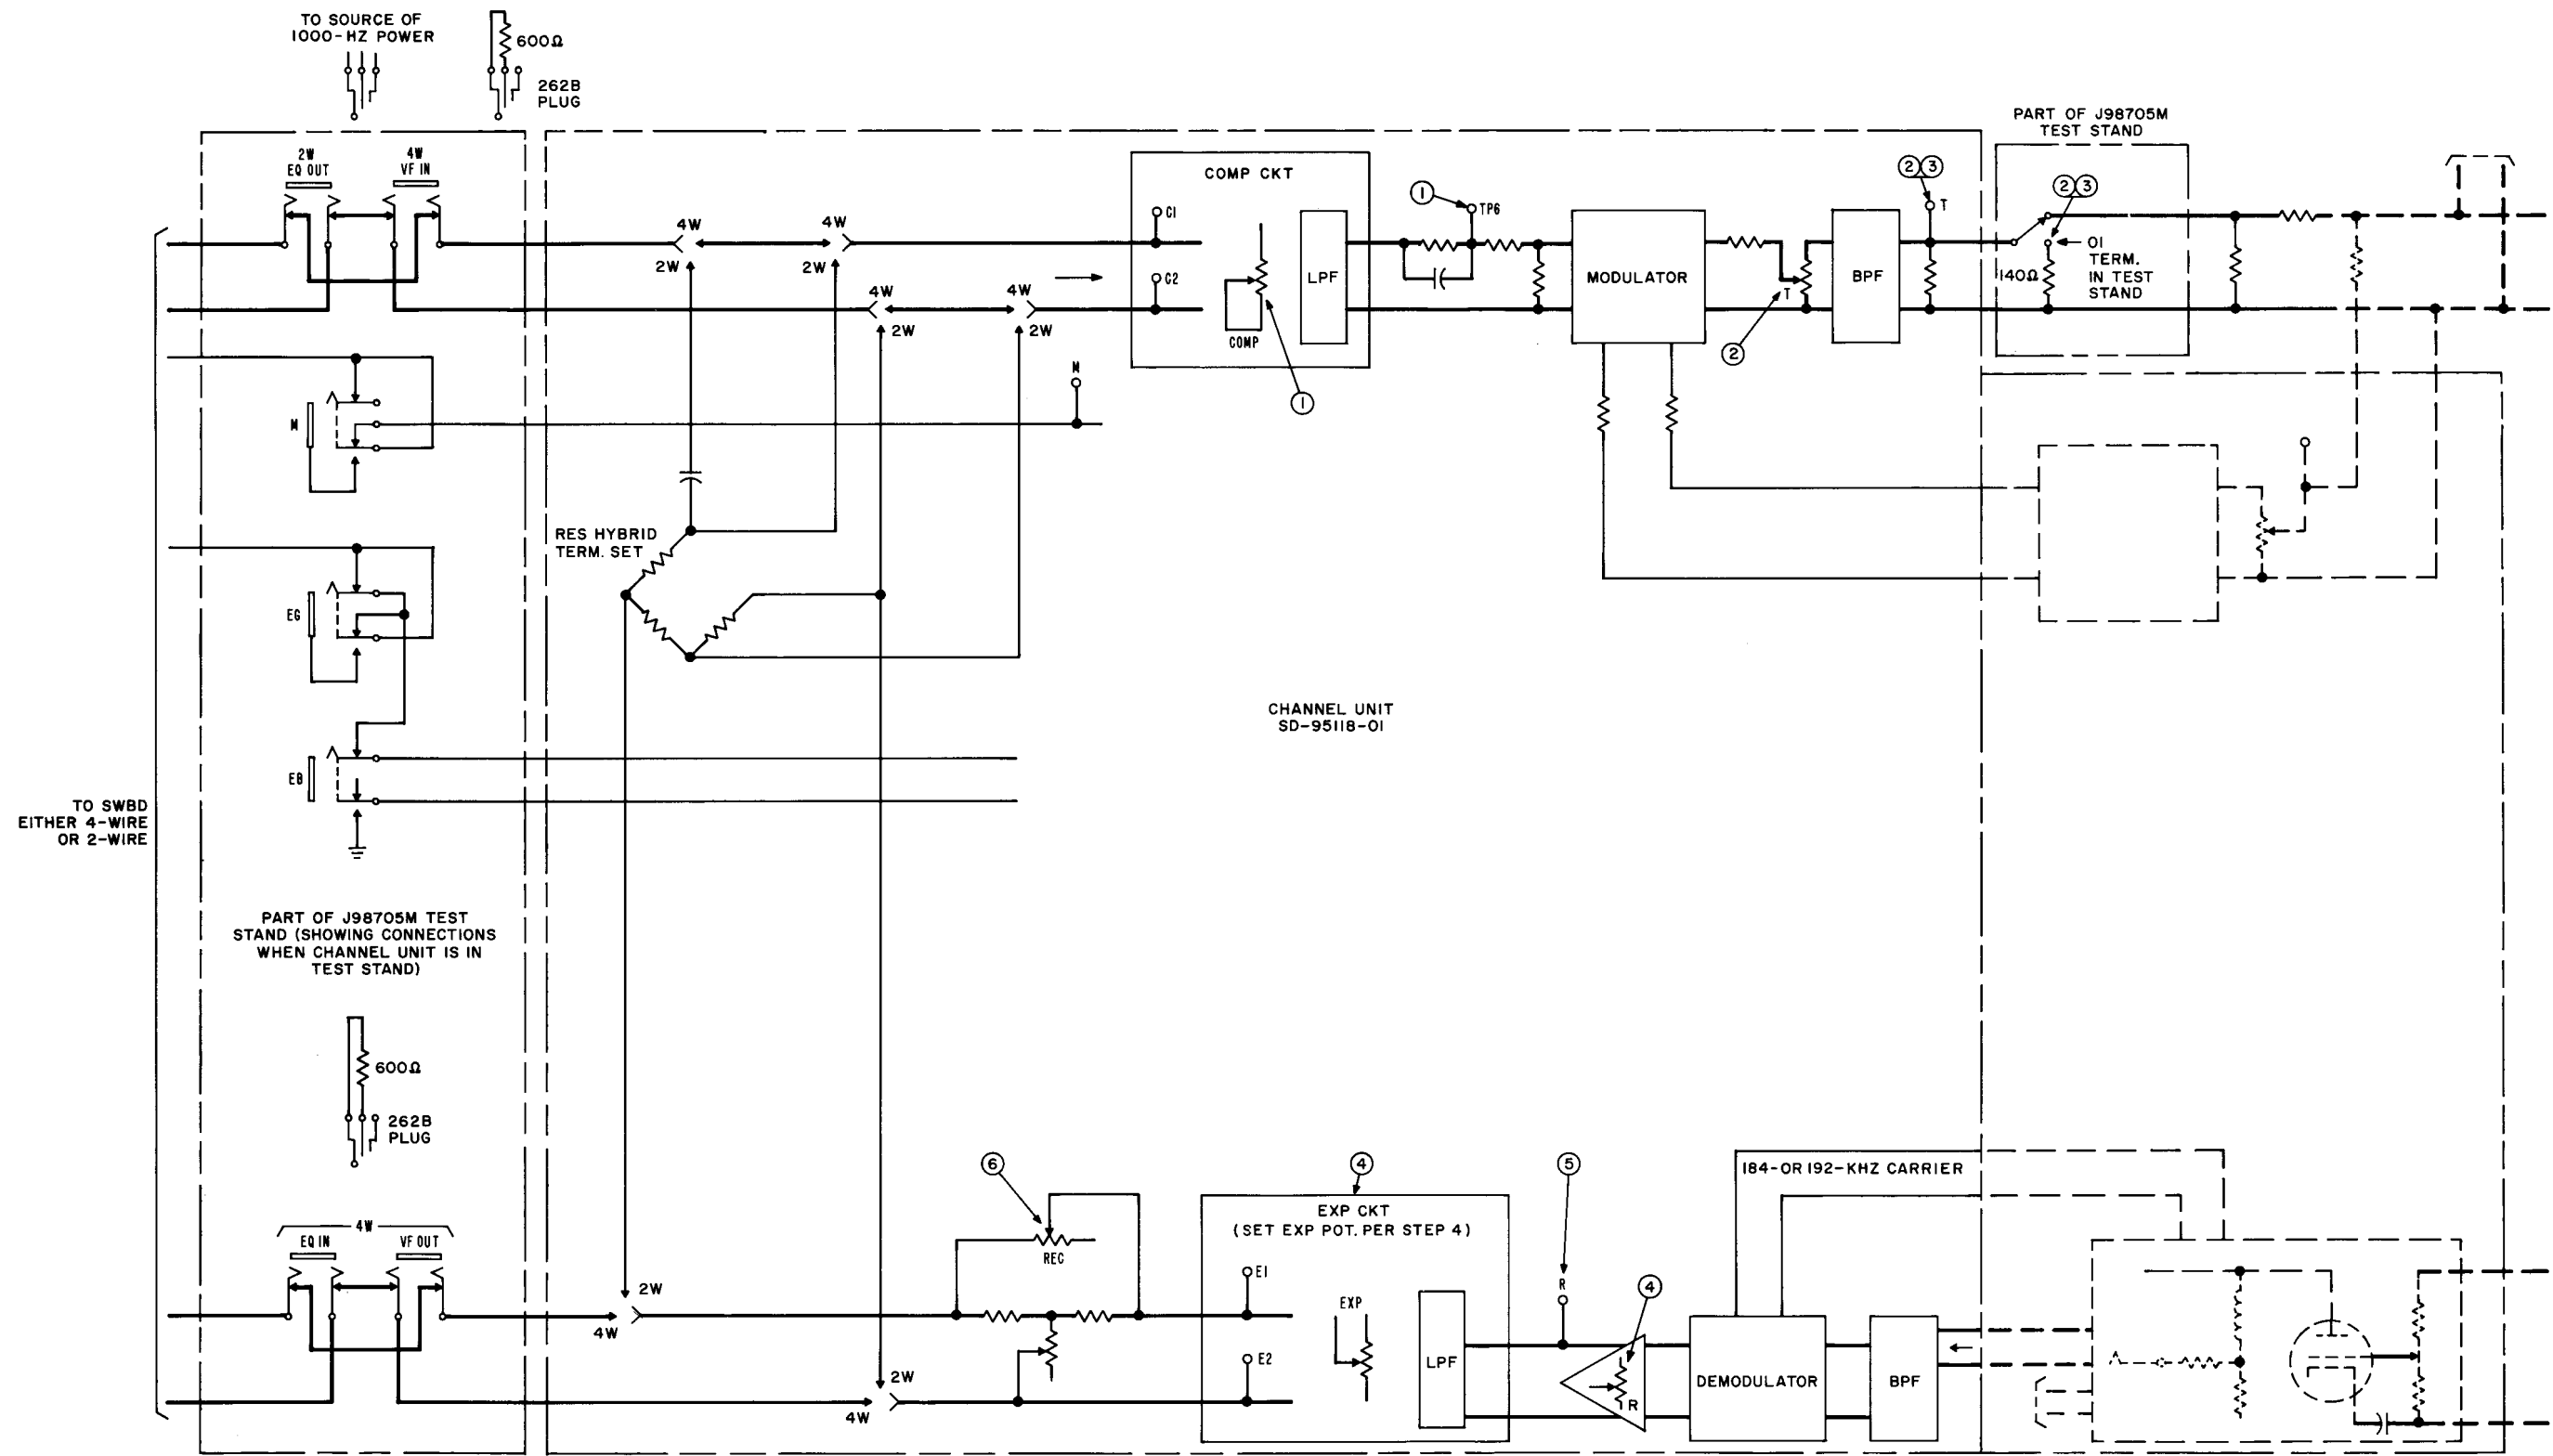 TO SOURCE OF
1000-HZ POWER
600Ω
262B
PLUG
PART OF J98705M
TEST STAND
2W
EQ OUT
4W
VF IN
COMP CKT
C1
C2
COMP
LPF
1
1
TP6
MODULATOR
T
2
BPF
2 3
T
2 3
01
TERM.
IN TEST
STAND
140Ω
4W
2W
4W
2W
4W
2W
4W
2W
M
M
RES HYBRID
TERM. SET
EG
EB
CHANNEL UNIT
SD-95118-01
TO SWBD
EITHER 4-WIRE
OR 2-WIRE
PART OF J98705M TEST
STAND (SHOWING CONNECTIONS
WHEN CHANNEL UNIT IS IN
TEST STAND)
600Ω
262B
PLUG
4W
EQ IN
VF OUT
2W
4W
2W
4W
6
REC
4
EXP CKT
(SET EXP POT. PER STEP 4)
E1
E2
EXP
LPF
5
R
4
R
184-OR 192-KHZ CARRIER
DEMODULATOR
BPF